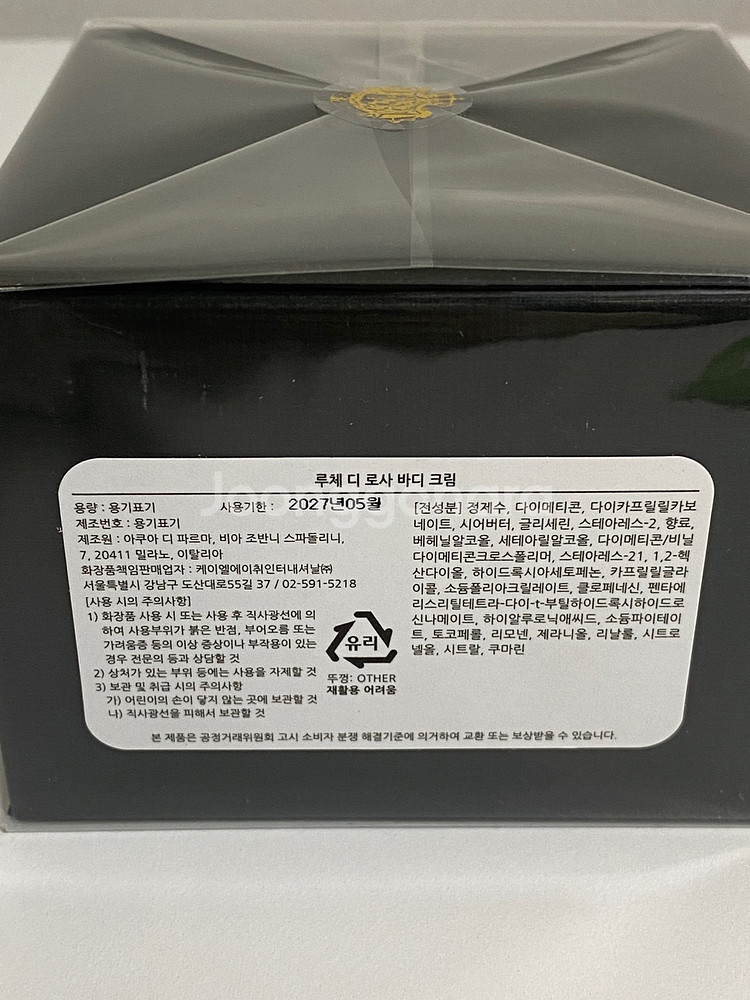 루체 디 로사 바디 크림
용량 : 용기표기 사용기한 : 2027년05월
제조번호 : 용기표기
제조원 : 아쿠아 디 파르마, 비아 조반니 스파돌리니,
7, 20411 밀라노, 이탈리아
화장품책임판매업자 : 케이엘에이취인터내셔날㈜
서울특별시 강남구 도산대로55길 37 / 02-591-5218
[사용 시의 주의사항]
1) 화장품 사용 시 또는 사용 후 직사광선에 의
하여 사용부위가 붉은 반점, 부어오름 또는
가려움증 등의 이상 증상이나 부작용이 있는
경우 전문의 등과 상담할 것
2) 상처가 있는 부위 등에는 사용을 자제할 것
3) 보관 및 취급 시의 주의사항
가) 어린이의 손이 닿지 않는 곳에 보관할 것
나) 직사광선을 피해서 보관할 것
유리
뚜껑: OTHER
재활용 어려움
[전성분] 정제수, 다이메티콘, 다이카프릴릴카보
네이트, 시어버터, 글리세린, 스테아레스-2, 향료,
베헤닐알코올, 세테아릴알코올, 다이메티콘/비닐
다이메티콘크로스폴리머, 스테아레스-21, 1,2-헥
산다이올, 하이드록시아세토페논, 카프릴릴글라
이콜, 소듐폴리아크릴레이트, 클로페네신, 펜타에
리스리틸테트라-다이-t-부틸하이드록시하이드로
신나메이트, 하이알루로닉애씨드, 소듐파이테이
트, 토코페롤, 리모넨, 제라니올, 리날룰, 시트로
넬올, 시트랄, 쿠마린
본 제품은 공정거래위원회 고시 소비자 분쟁 해결기준에 의거하여 교환 또는 보상받을 수 있습니다.
Joonggonara